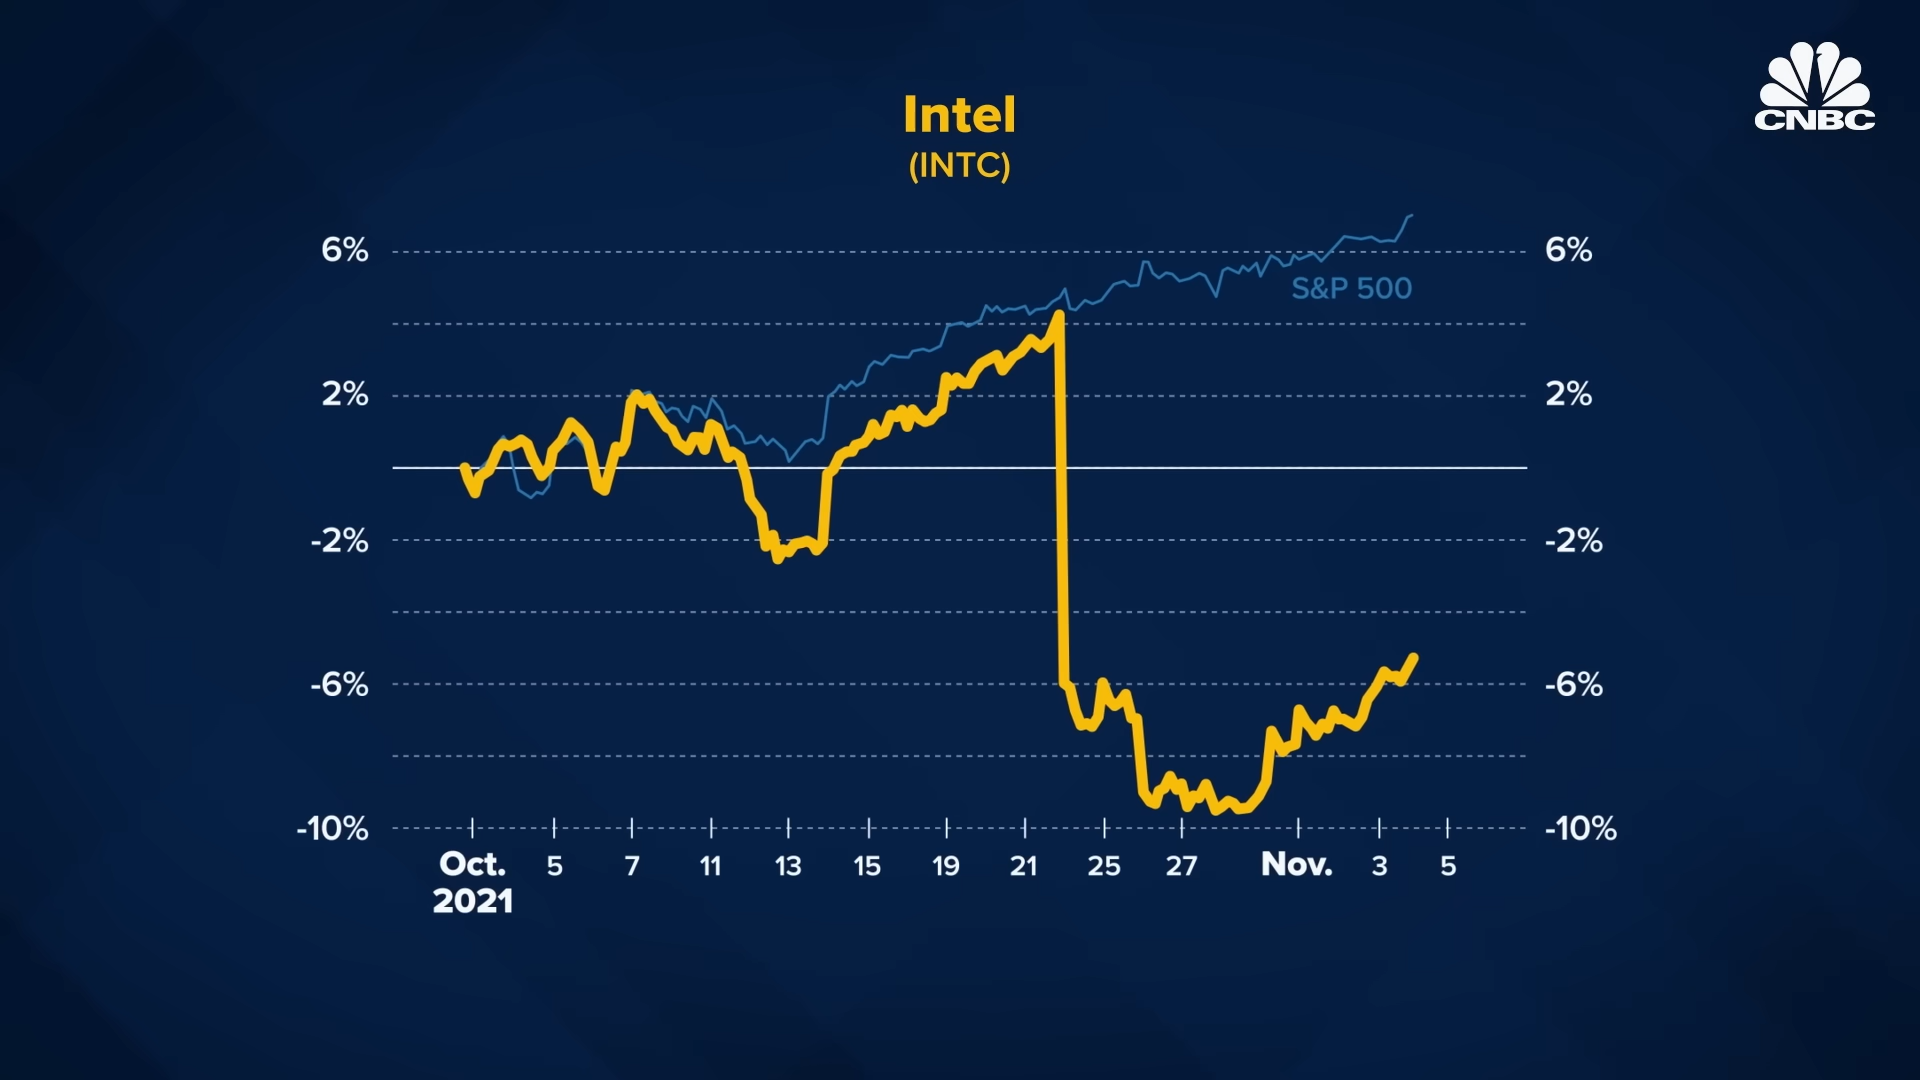 CNBC
Intel
(INTC)
6% 6%
S&P 500
2% 2%
-2% -2%
-6% -6%
-10% -10%
Oct. 5 7 11 13 15 19 21 25 27 Nov. 3 5
2021